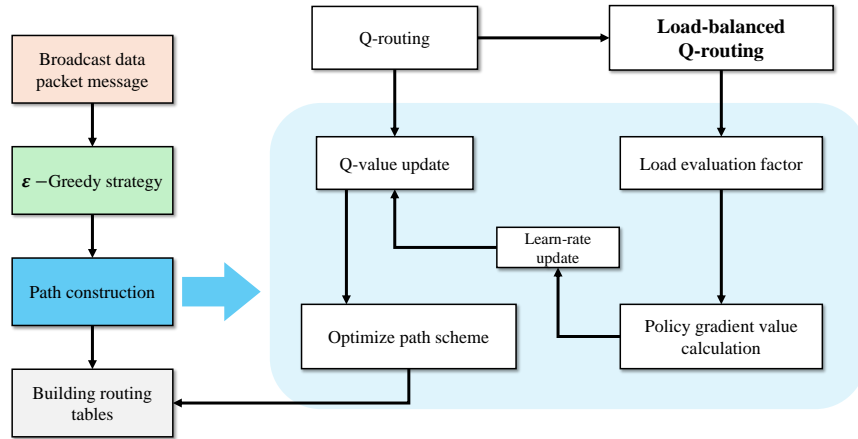 Broadcast data
packet message
ε −Greedy strategy
Path construction
Building routing
tables
Q-routing
Load-balanced
Q-routing
Q-value update
Load evaluation factor
Learn-rate
update
Optimize path scheme
Policy gradient value
calculation